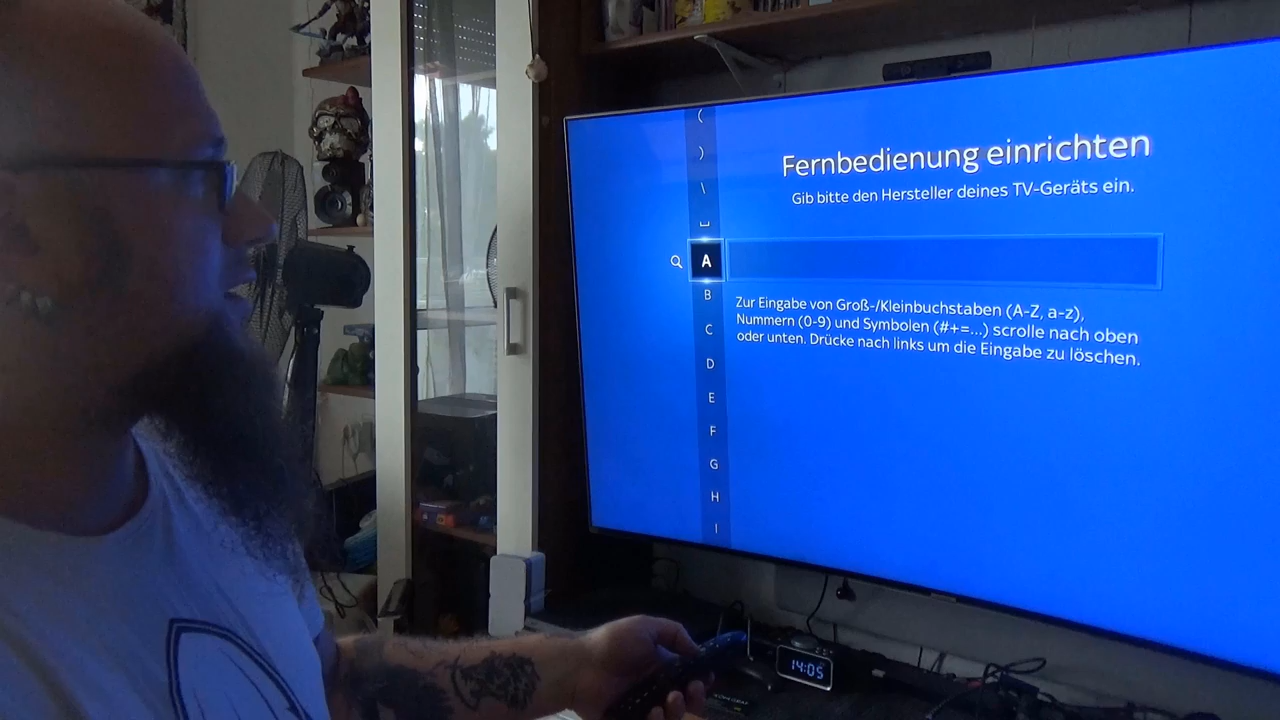 (
)
\
Fernbedienung einrichten
Gib bitte den Hersteller deines TV-Geräts ein.
A
B
C
D
E
F
G
H
I
Zur Eingabe von Groß-/Kleinbuchstaben (A-Z, a-z),
Nummern (0-9) und Symbolen (#+=...) scrolle nach oben
oder unten. Drücke nach links um die Eingabe zu löschen.
14:05